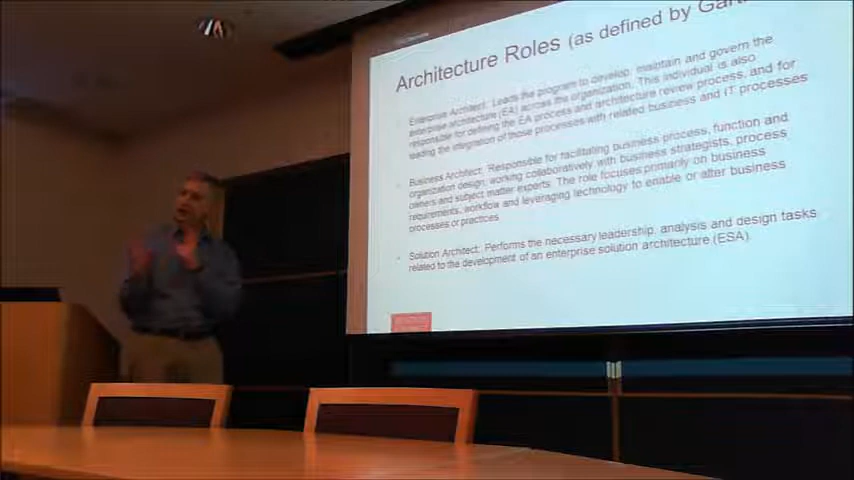 Architecture Roles (as defined by Gart
Enterprise Architect: Leads the program to develop, maintain and govern the
enterprise architecture (EA) across the organization. This individual is also
responsible for defining the EA process and architecture review process, and for
leading the integration of those processes with related business and IT processes
Business Architect: Responsible for facilitating business process, function and
organization design, working collaboratively with business strategists, process
owners and subject matter experts. The role focuses primarily on business
requirements, workflow and leveraging technology to enable or alter business
processes or practices
Solution Architect: Performs the necessary leadership, analysis and design tasks
related to the development of an enterprise solution architecture (ESA)